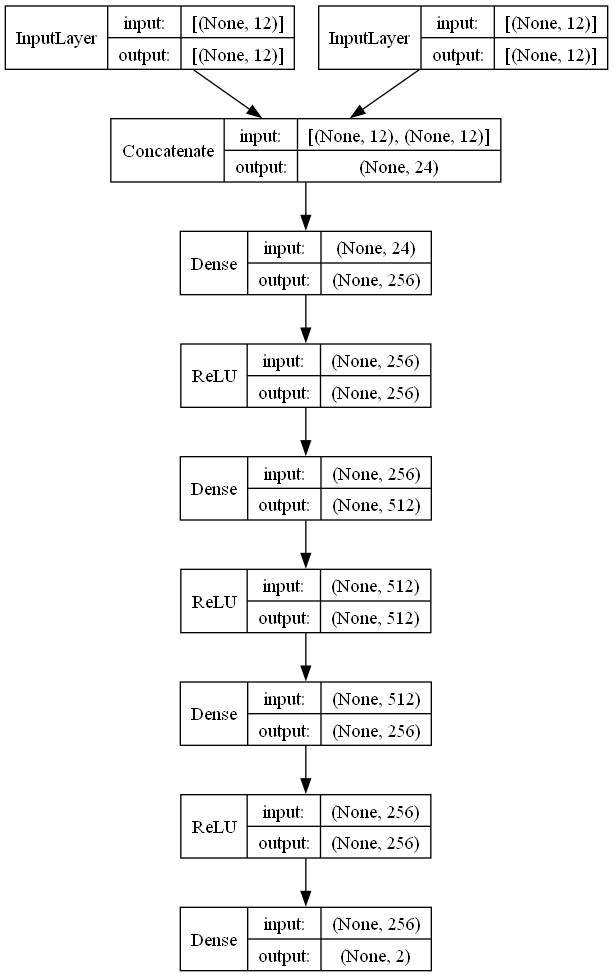 InputLayer input: [(None, 12)] output: [(None, 12)]
InputLayer input: [(None, 12)] output: [(None, 12)]
Concatenate input: [(None, 12), (None, 12)] output: (None, 24)
Dense input: (None, 24) output: (None, 256)
ReLU input: (None, 256) output: (None, 256)
Dense input: (None, 256) output: (None, 512)
ReLU input: (None, 512) output: (None, 512)
Dense input: (None, 512) output: (None, 256)
ReLU input: (None, 256) output: (None, 256)
Dense input: (None, 256) output: (None, 2)